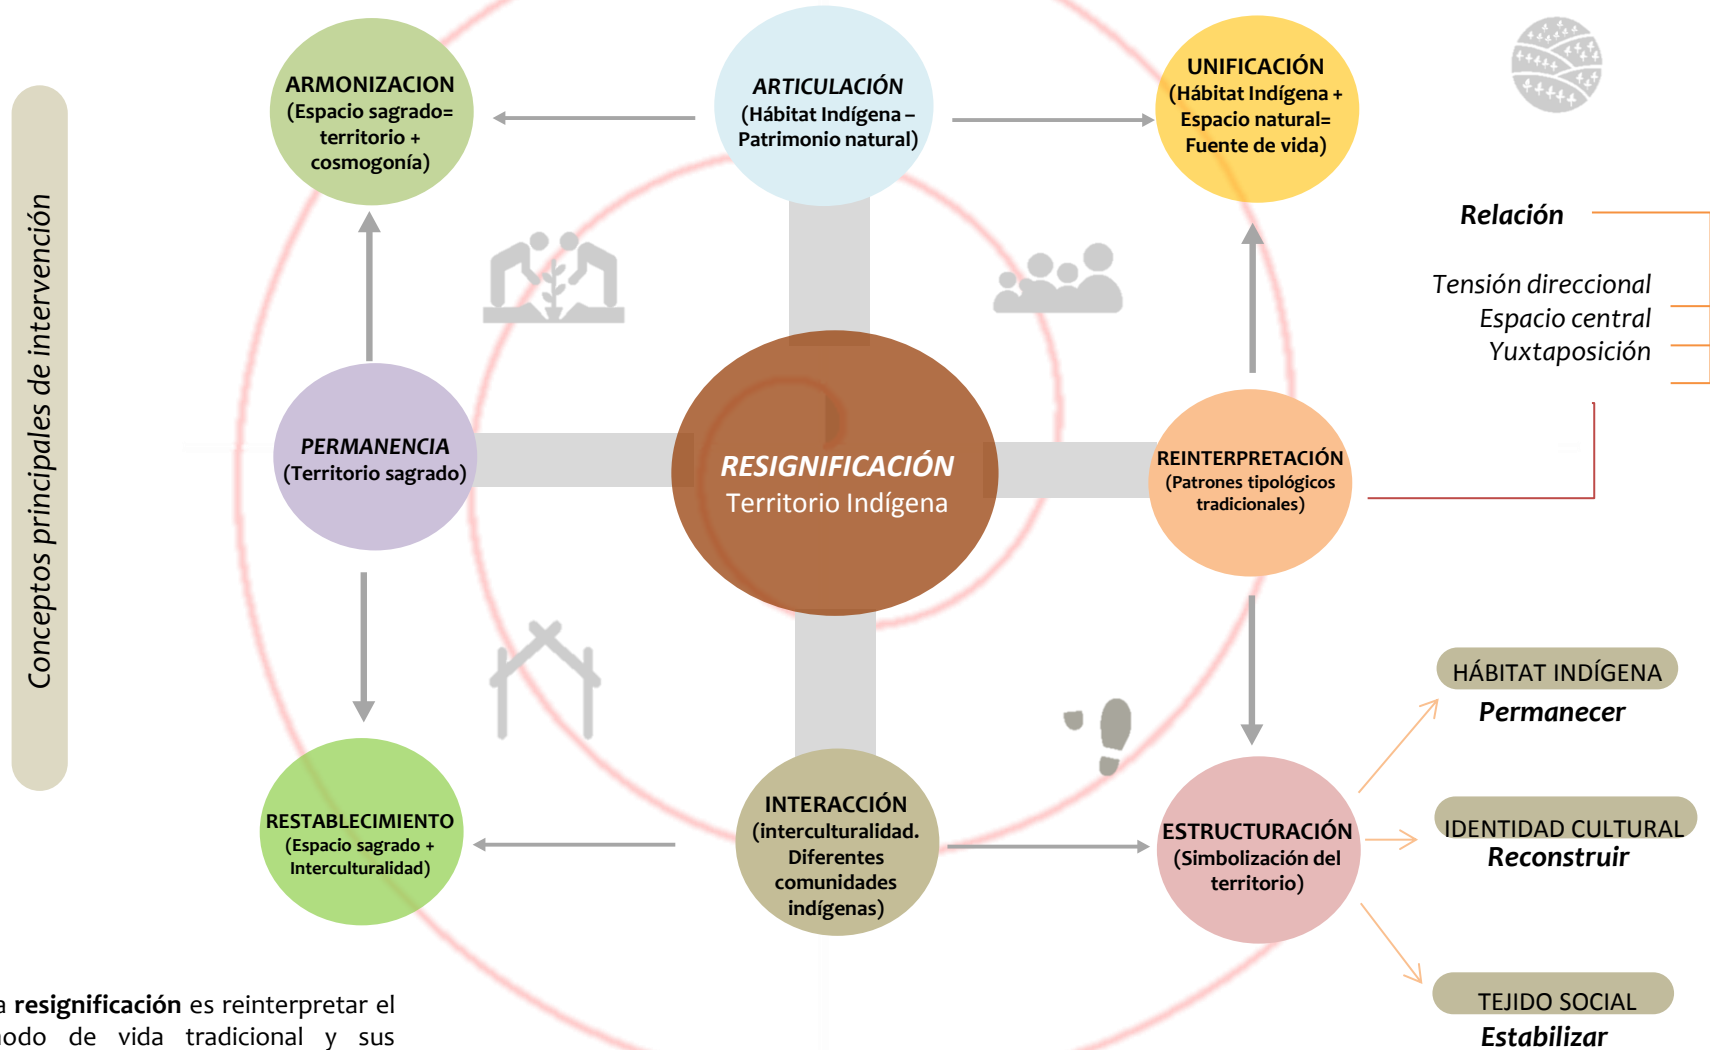 Conceptos principales de intervención
ARMONIZACION
(Espacio sagrado=
territorio +
cosmogonía)
ARTICULACIÓN
(Hábitat Indígena –
Patrimonio natural)
UNIFICACIÓN
(Hábitat Indígena +
Espacio natural=
Fuente de vida)
Relación
Tensión direccional
Espacio central
Yuxtaposición
PERMANENCIA
(Territorio sagrado)
RESIGNIFICACIÓN
Territorio Indígena
REINTERPRETACIÓN
(Patrones tipológicos
tradicionales)
RESTABLECIMIENTO
(Espacio sagrado +
Interculturalidad)
INTERACCIÓN
(interculturalidad.
Diferentes
comunidades
indígenas)
ESTRUCTURACIÓN
(Simbolización del
territorio)
HÁBITAT INDÍGENA
Permanecer
IDENTIDAD CULTURAL
Reconstruir
TEJIDO SOCIAL
Estabilizar
a resignificación es reinterpretar el
odo de vida tradicional y sus